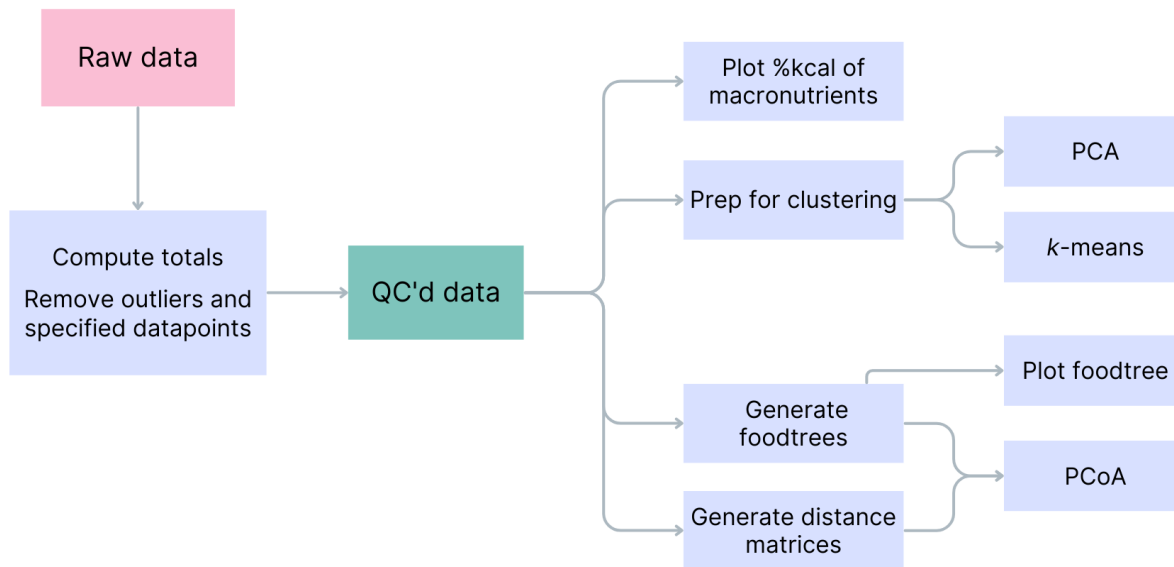 Raw data
Compute totals
Remove outliers and
specified datapoints
QC'd data
Plot %kcal of
macronutrients
Prep for clustering
PCA
k-means
Generate
foodtrees
Plot foodtree
PCoA
Generate distance
matrices